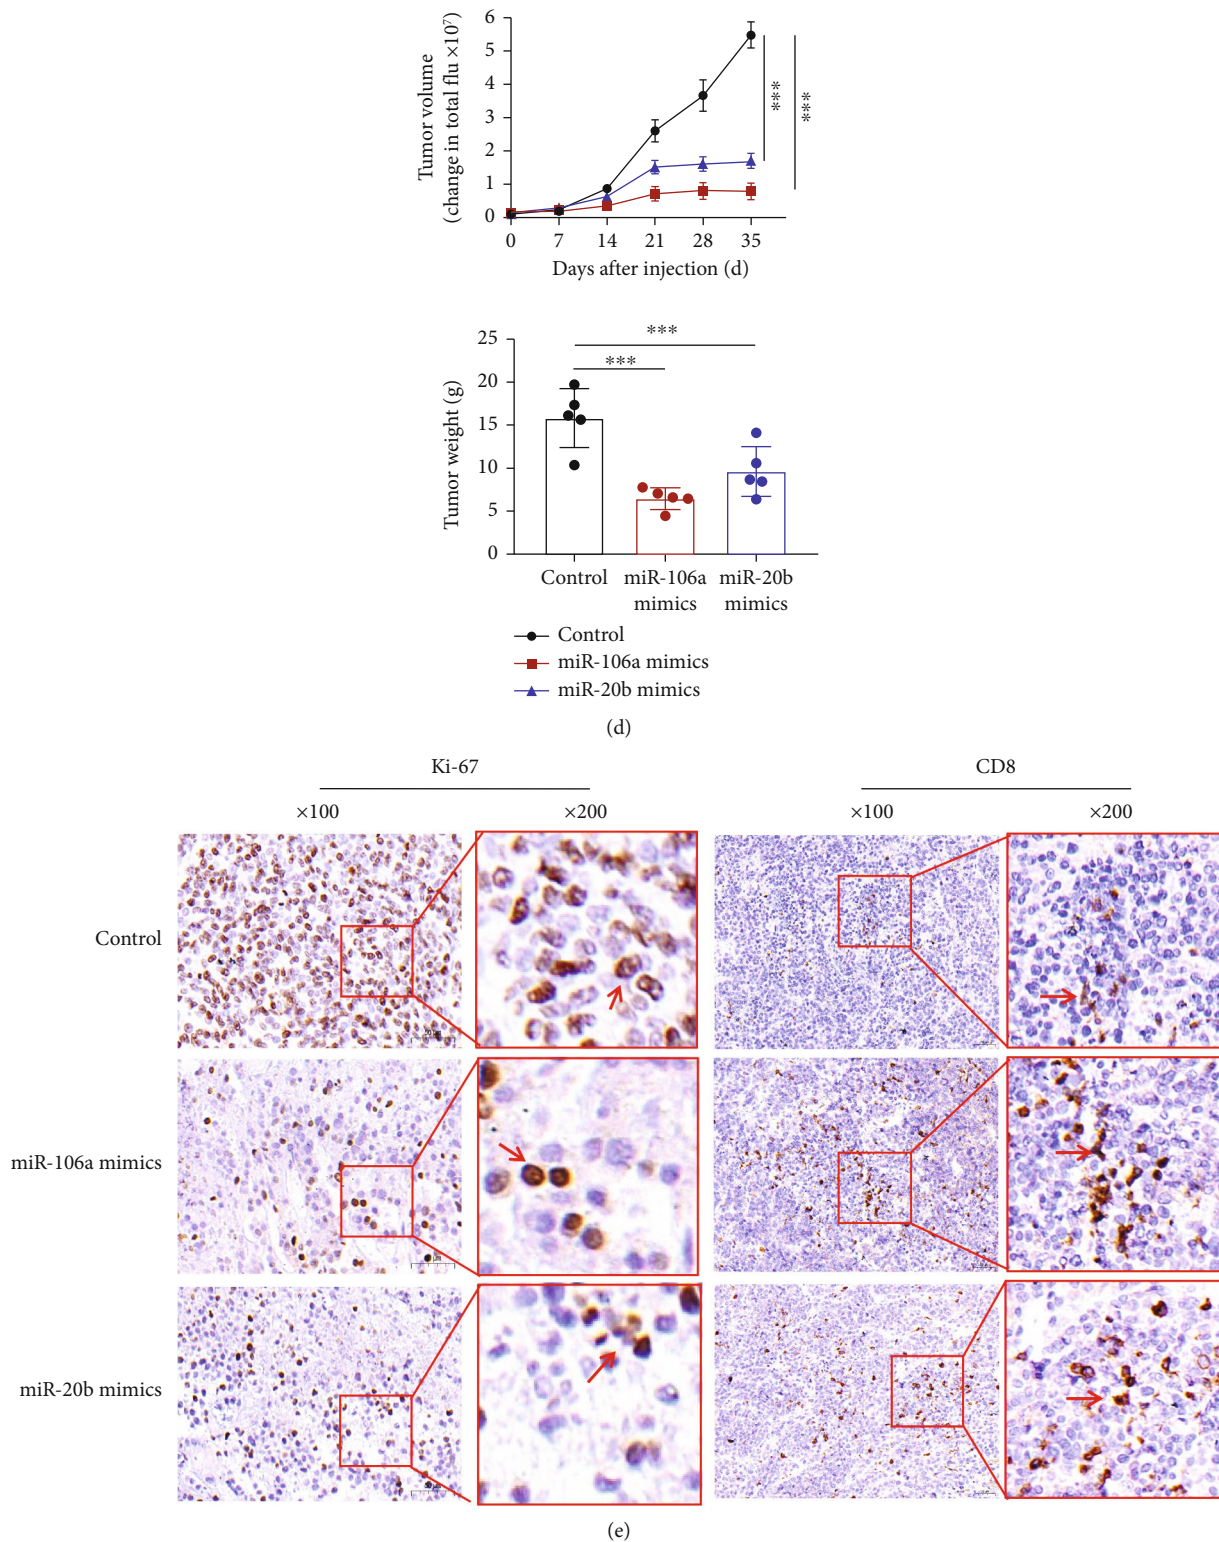 Tumor volume
(change in total flu ×10⁷)
6
5
4
3
2
1
0
***
***
0 7 14 21 28 35
Days after injection (d)
Tumor weight (g)
25
20
15
10
5
0
***
***
Control
miR-106a
mimics
miR-20b
mimics
Control
miR-106a mimics
miR-20b mimics
(d)
Ki-67
CD8
×100
×200
×100
×200
Control
miR-106a mimics
miR-20b mimics
(e)